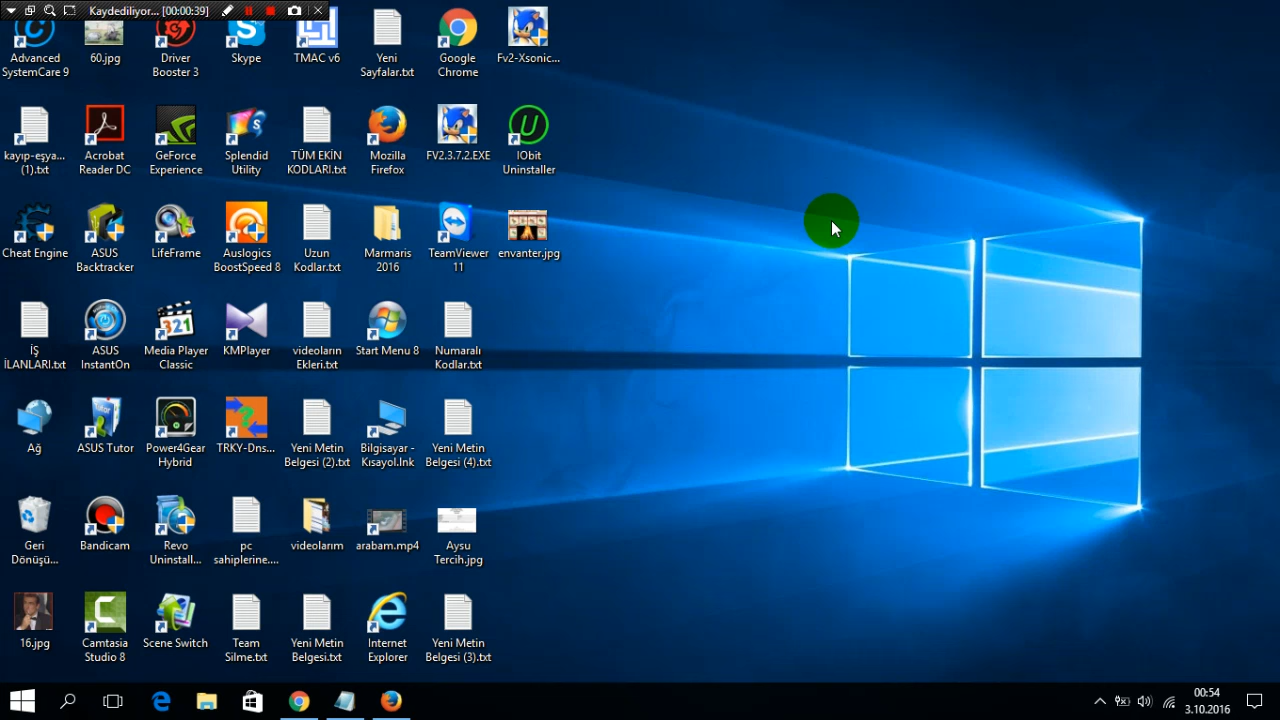 Kaydediliyor... [00:00:39]
Advanced
SystemCare 9
60.jpg
Driver
Booster 3
Skype
TMAC v6
Yeni
Sayfalar.txt
Google
Chrome
Fv2-Xsonic...
kayıp-eşya...
(1).txt
Acrobat
Reader DC
GeForce
Experience
Splendid
Utility
TÜM EKİN
KODLARI.txt
Mozilla
Firefox
FV2.3.7.2.EXE
IObit
Uninstaller
Cheat Engine
ASUS
Backtracker
LifeFrame
Auslogics
BoostSpeed 8
Uzun
Kodlar.txt
Marmaris
2016
TeamViewer
11
envanter.jpg
İŞ
İLANLARI.txt
ASUS
InstantOn
Media Player
Classic
KMPlayer
videoların
Ekleri.txt
Start Menu 8
Numaralı
Kodlar.txt
Ağ
ASUS Tutor
Power4Gear
Hybrid
TRKY-Dns...
Yeni Metin
Belgesi (2).txt
Bilgisayar -
Kısayol.lnk
Yeni Metin
Belgesi (4).txt
Geri
Dönüşü...
Bandicam
Revo
Uninstall...
pc
sahiplerine....
videolarım
arabam.mp4
Aysu
Tercih.jpg
16.jpg
Camtasia
Studio 8
Scene Switch
Team
Silme.txt
Yeni Metin
Belgesi.txt
Internet
Explorer
Yeni Metin
Belgesi (3).txt
00:54
3.10.2016